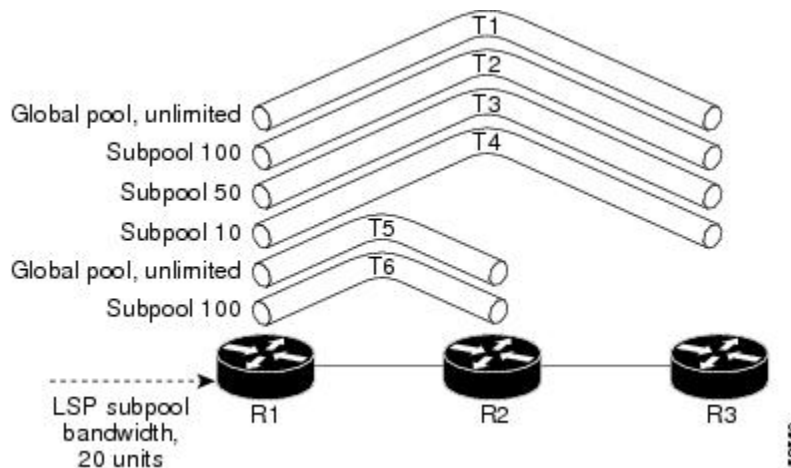 T1
T2
Global pool, unlimited
T3
Subpool 100
T4
Subpool 50
Subpool 10
T5
Global pool, unlimited
T6
Subpool 100
LSP subpool
bandwidth,
20 units
R1
R2
R3